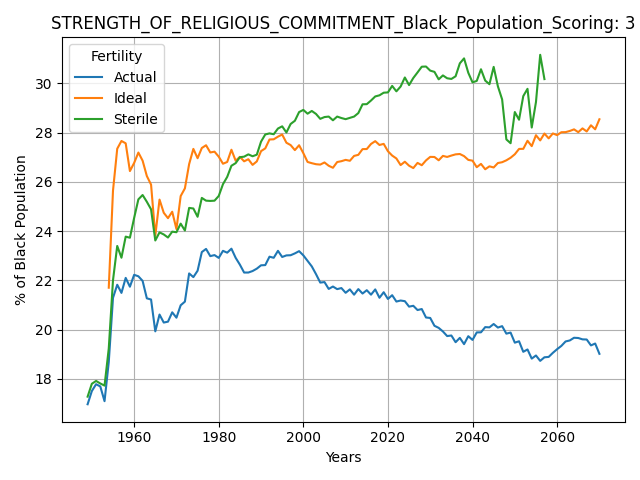 STRENGTH_OF_RELIGIOUS_COMMITMENT_Black_Population_Scoring: 3
Fertility
Actual
Ideal
Sterile
% of Black Population
30
28
26
24
22
20
18
1960 1980 2000 2020 2040 2060
Years